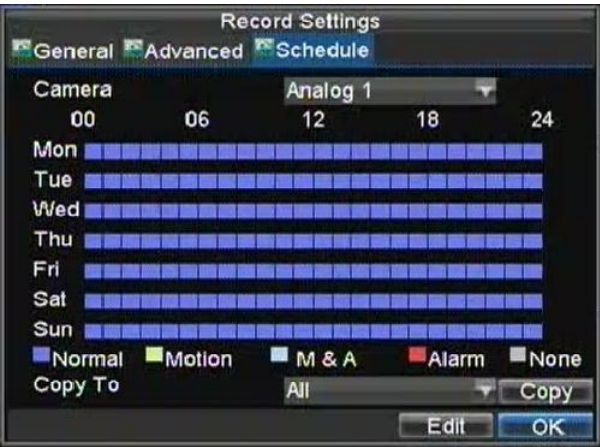 Record Settings
General Advanced Schedule
Camera Analog 1
00 06 12 18 24
Mon
Tue
Wed
Thu
Fri
Sat
Sun
Normal Motion M & A Alarm None
Copy To All Copy
Edit OK